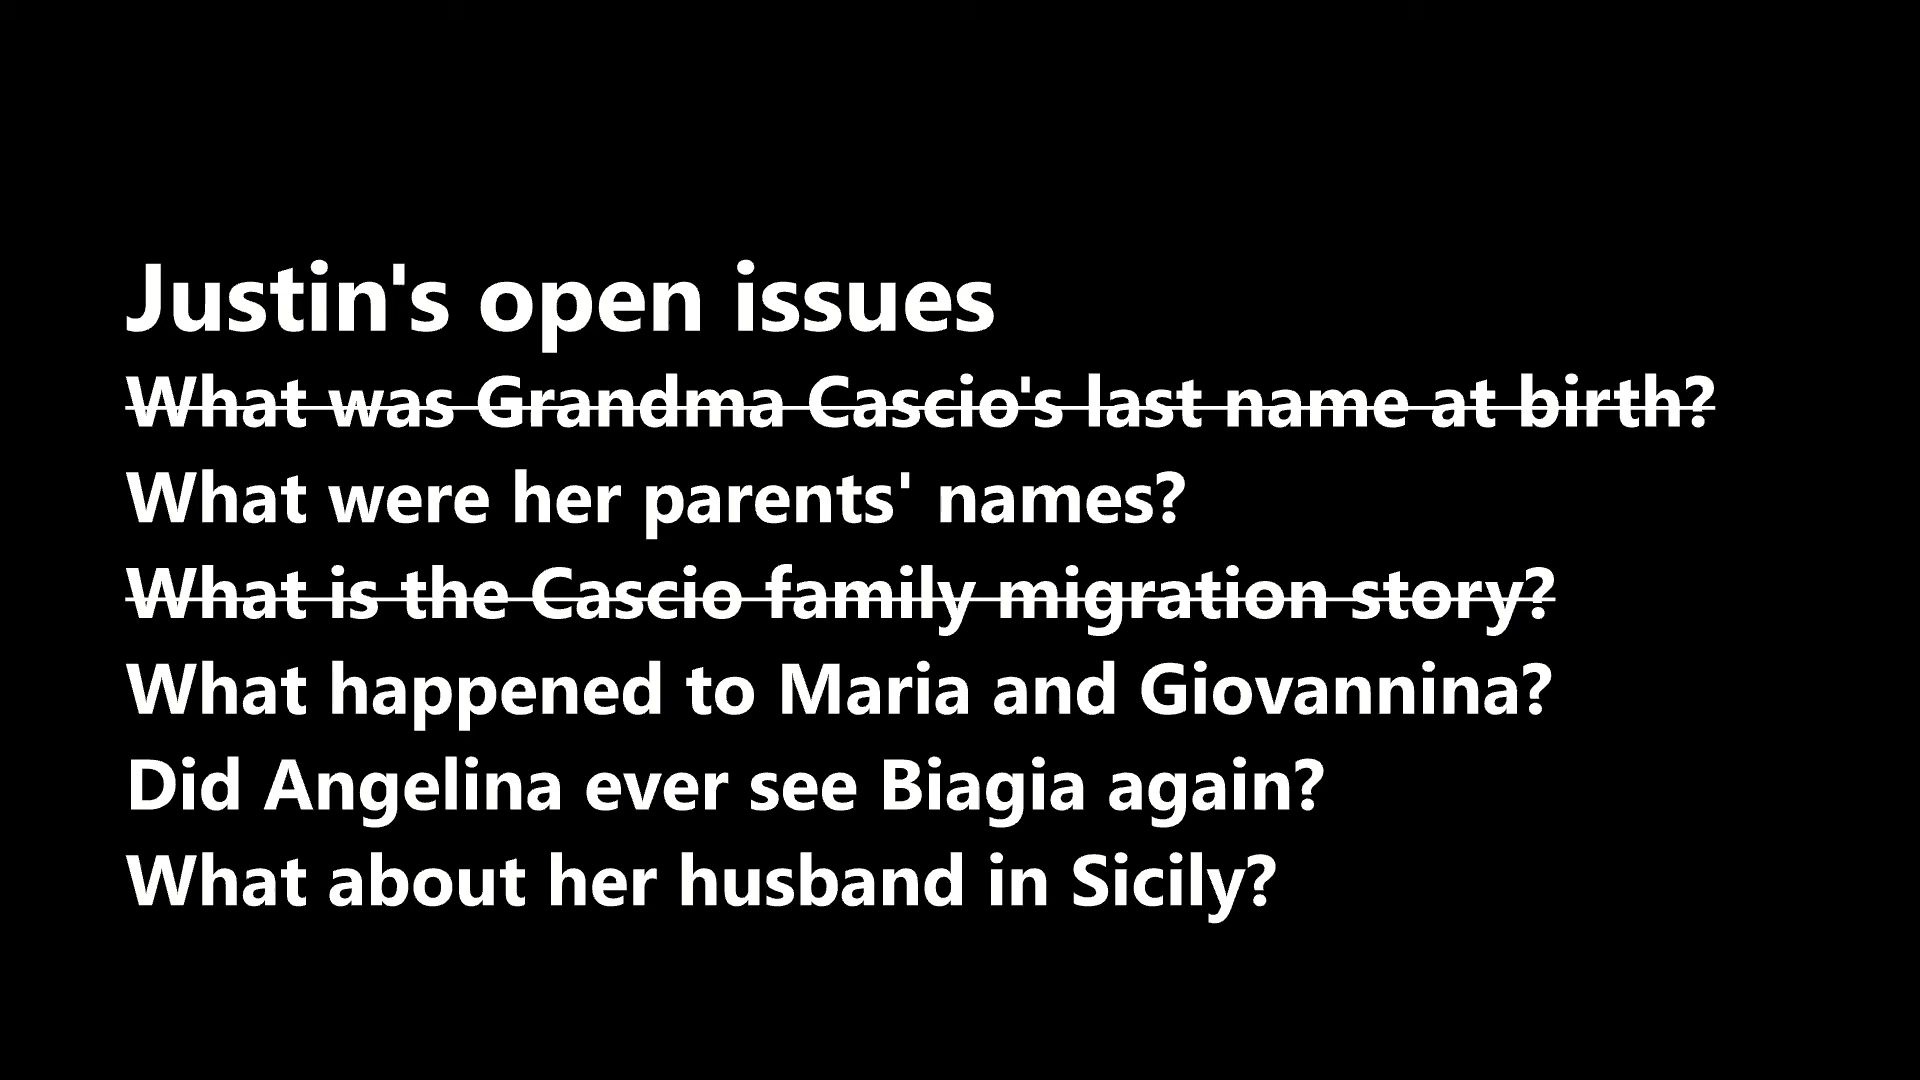 Justin's open issues
What was Grandma Cascio's last name at birth?
What were her parents' names?
What is the Cascio family migration story?
What happened to Maria and Giovannina?
Did Angelina ever see Biagia again?
What about her husband in Sicily?